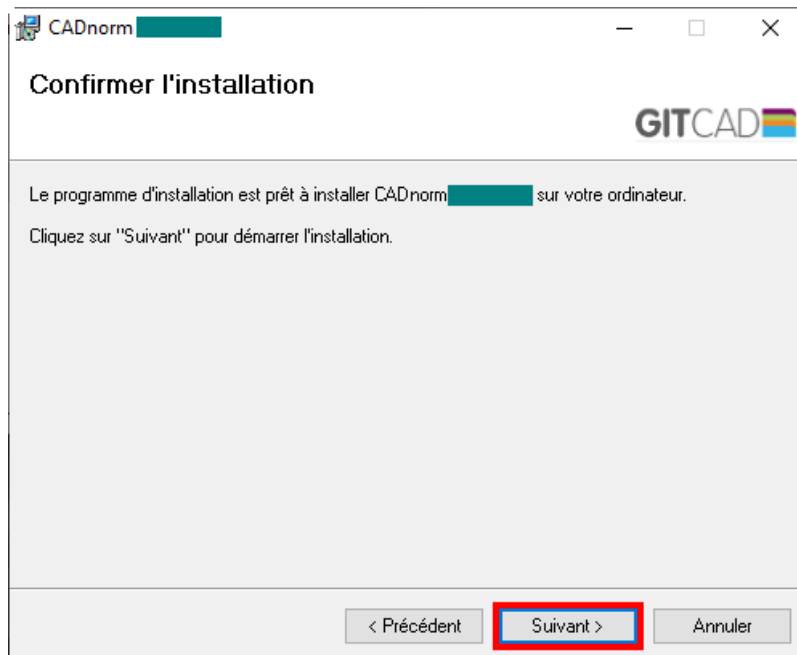 CADnorm
Confirmer l'installation
GITCAD
Le programme d'installation est prêt à installer CADnorm sur votre ordinateur.
Cliquez sur "Suivant" pour démarrer l'installation.
< Précédent
Suivant >
Annuler